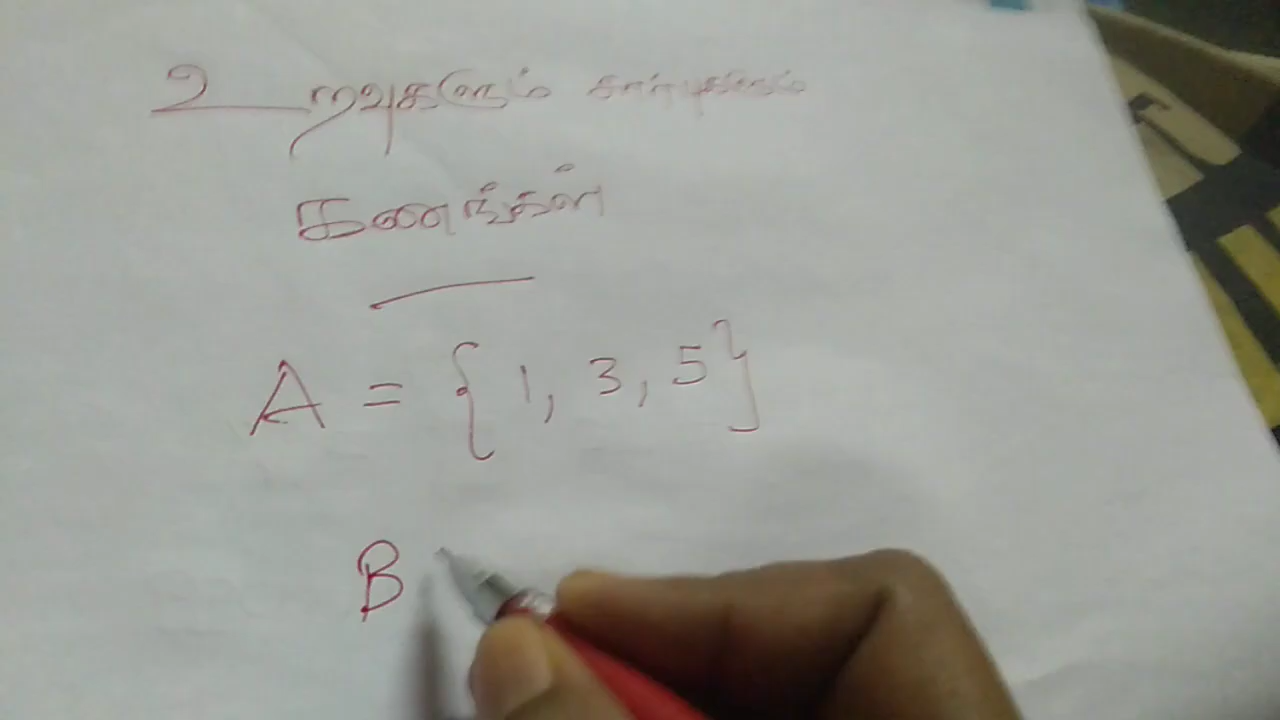 உறவுகளும் சார்புகளும்
கணங்கள்
A = { 1, 3, 5 }
B